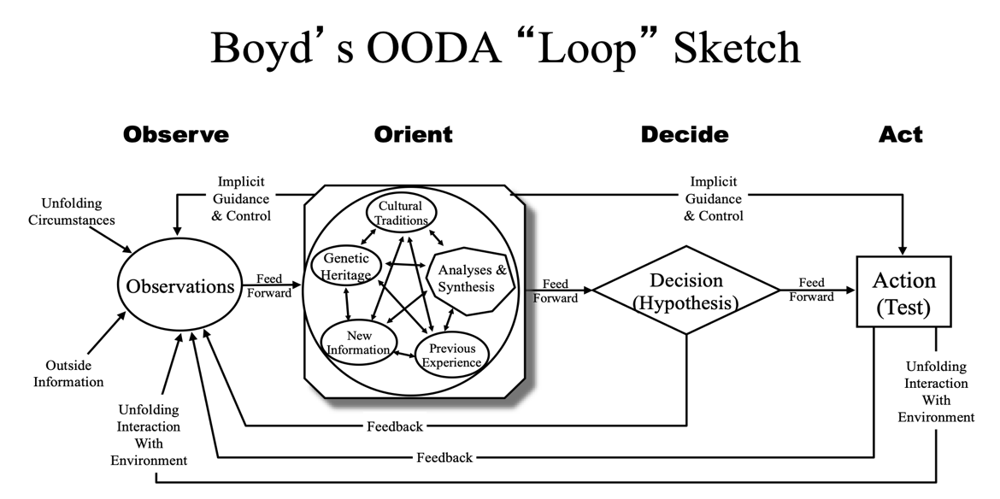 Boyd’s OODA “Loop” Sketch
Observe
Orient
Decide
Act
Implicit
Guidance
& Control
Implicit
Guidance
& Control
Unfolding
Circumstances
Observations
Outside
Information
Unfolding
Interaction
With
Environment
Feed
Forward
Cultural
Traditions
Genetic
Heritage
Analyses &
Synthesis
New
Information
Previous
Experience
Feed
Forward
Decision
(Hypothesis)
Feed
Forward
Action
(Test)
Unfolding
Interaction
With
Environment
Feedback
Feedback